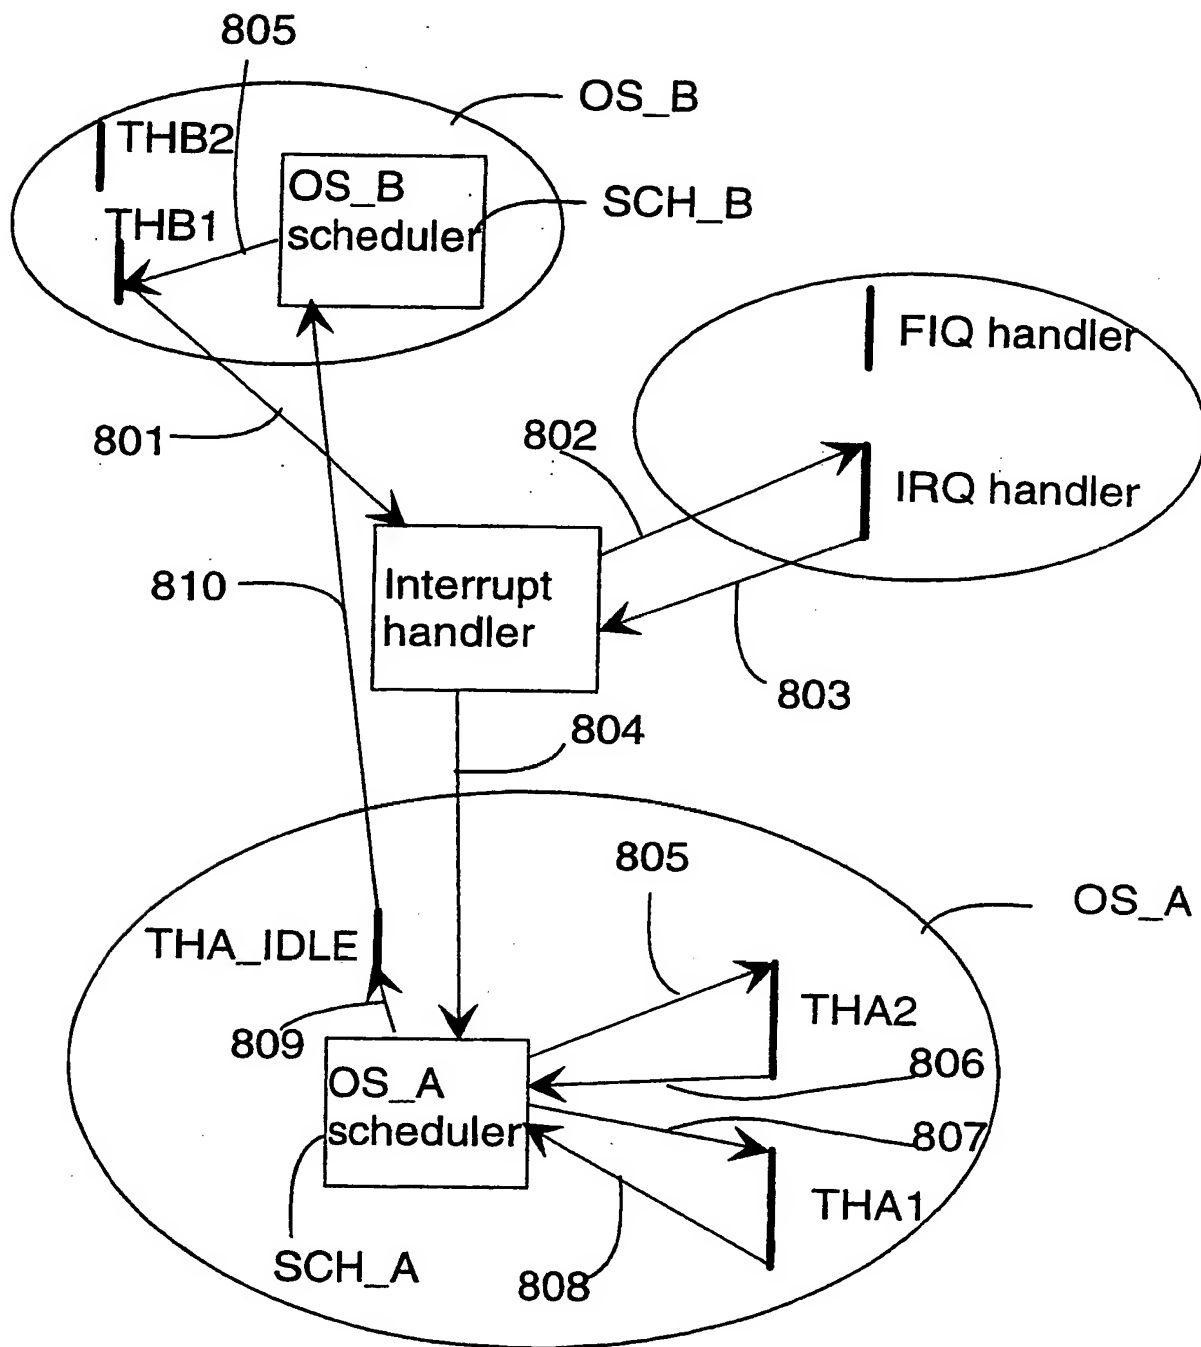 805
OS_B
THB2
OS_B
scheduler
SCH_B
THB1
FIQ handler
801
802
IRQ handler
810
Interrupt
handler
803
804
805
OS_A
THA_IDLE
THA2
809
806
OS_A
scheduler
807
THA1
SCH_A
808